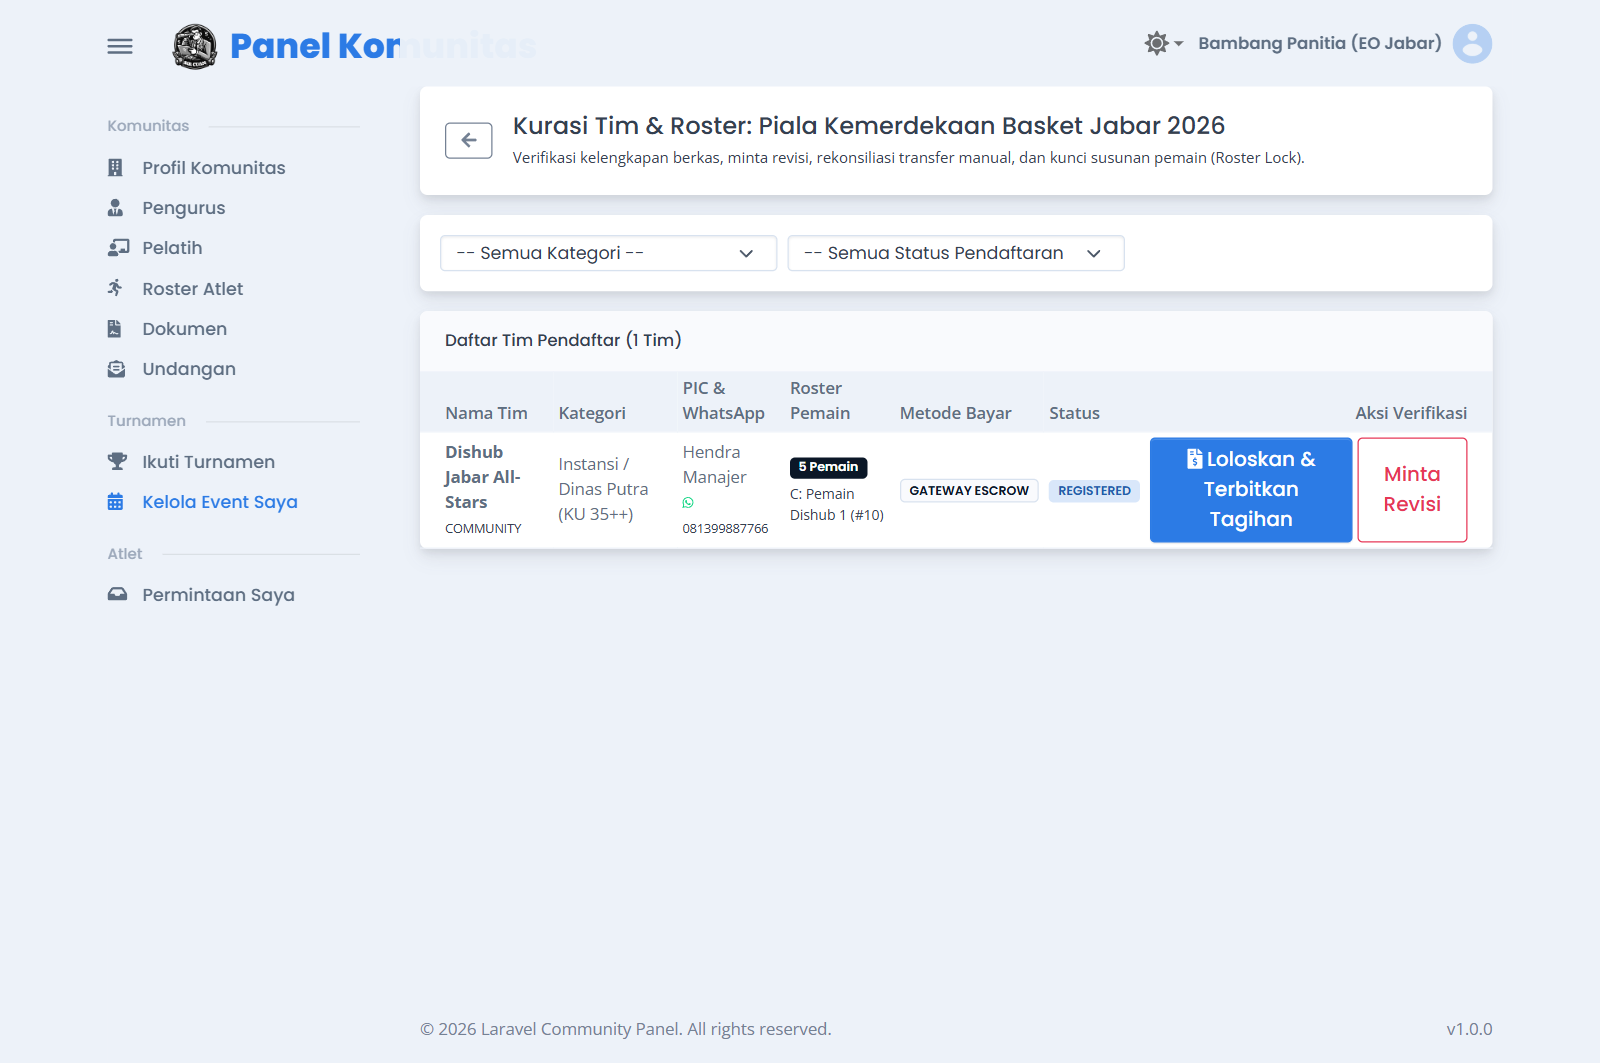 Panel Komunitas
Bambang Panitia (EO Jabar)
Komunitas
Profil Komunitas
Pengurus
Pelatih
Roster Atlet
Dokumen
Undangan
Turnamen
Ikuti Turnamen
Kelola Event Saya
Atlet
Permintaan Saya
Kurasi Tim & Roster: Piala Kemerdekaan Basket Jabar 2026
Verifikasi kelengkapan berkas, minta revisi, rekonsiliasi transfer manual, dan kunci susunan pemain (Roster Lock).
-- Semua Kategori --
-- Semua Status Pendaftaran
Daftar Tim Pendaftar (1 Tim)
Nama Tim
Kategori
PIC &
WhatsApp
Roster
Pemain
Metode Bayar
Status
Aksi Verifikasi
Dishub
Jabar All-
Stars
COMMUNITY
Instansi /
Dinas Putra
(KU 35++)
Hendra
Manajer
081399887766
5 Pemain
C: Pemain
Dishub 1 (#10)
GATEWAY ESCROW
REGISTERED
Loloskan &
Terbitkan
Tagihan
Minta
Revisi
© 2026 Laravel Community Panel. All rights reserved.
v1.0.0